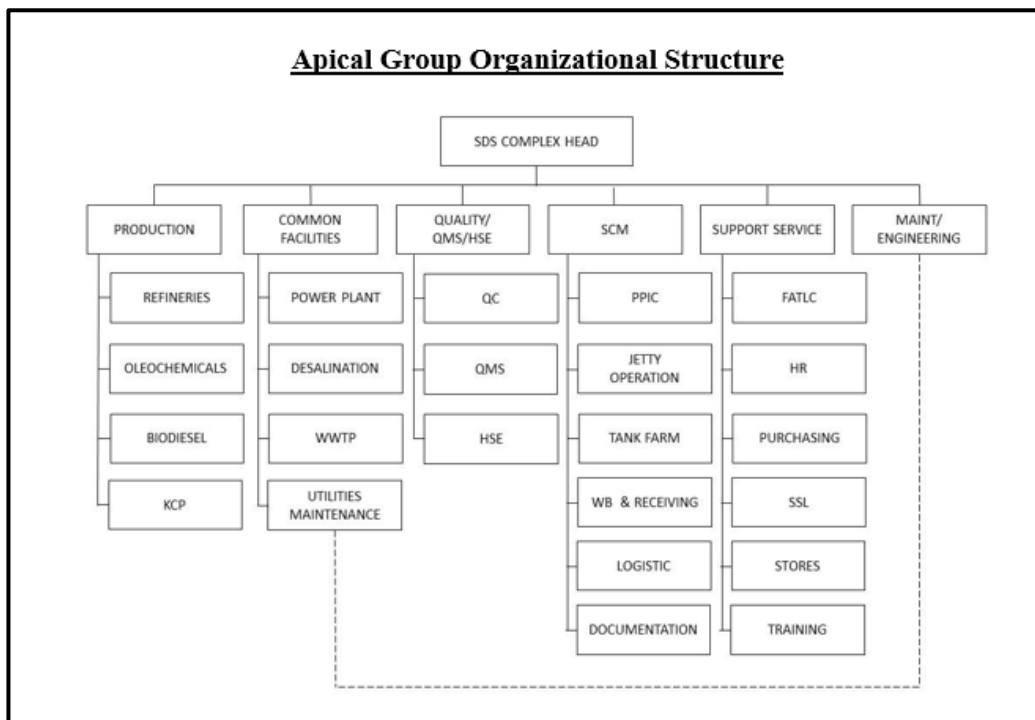 Apical Group Organizational Structure
SDS COMPLEX HEAD
PRODUCTION
COMMON
FACILITIES
QUALITY/
QMS/HSE
SCM
SUPPORT SERVICE
MAINT/
ENGINEERING
REFINERIES
OLEOCHEMICALS
BIODIESEL
KCP
POWER PLANT
DESALINATION
WWTP
UTILITIES
MAINTENANCE
QC
QMS
HSE
PPIC
JETTY
OPERATION
TANK FARM
WB & RECEIVING
LOGISTIC
DOCUMENTATION
FATLC
HR
PURCHASING
SSL
STORES
TRAINING